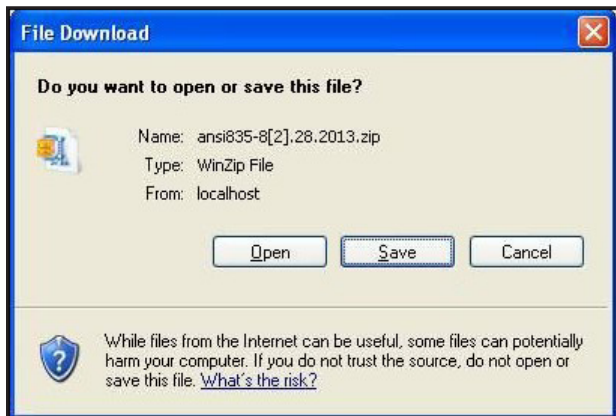 File Download
Do you want to open or save this file?
Name: ansi835-8[2].28.2013.zip
Type: WinZip File
From: localhost
Open Save Cancel
While files from the Internet can be useful, some files can potentially
harm your computer. If you do not trust the source, do not open or
save this file. What's the risk?